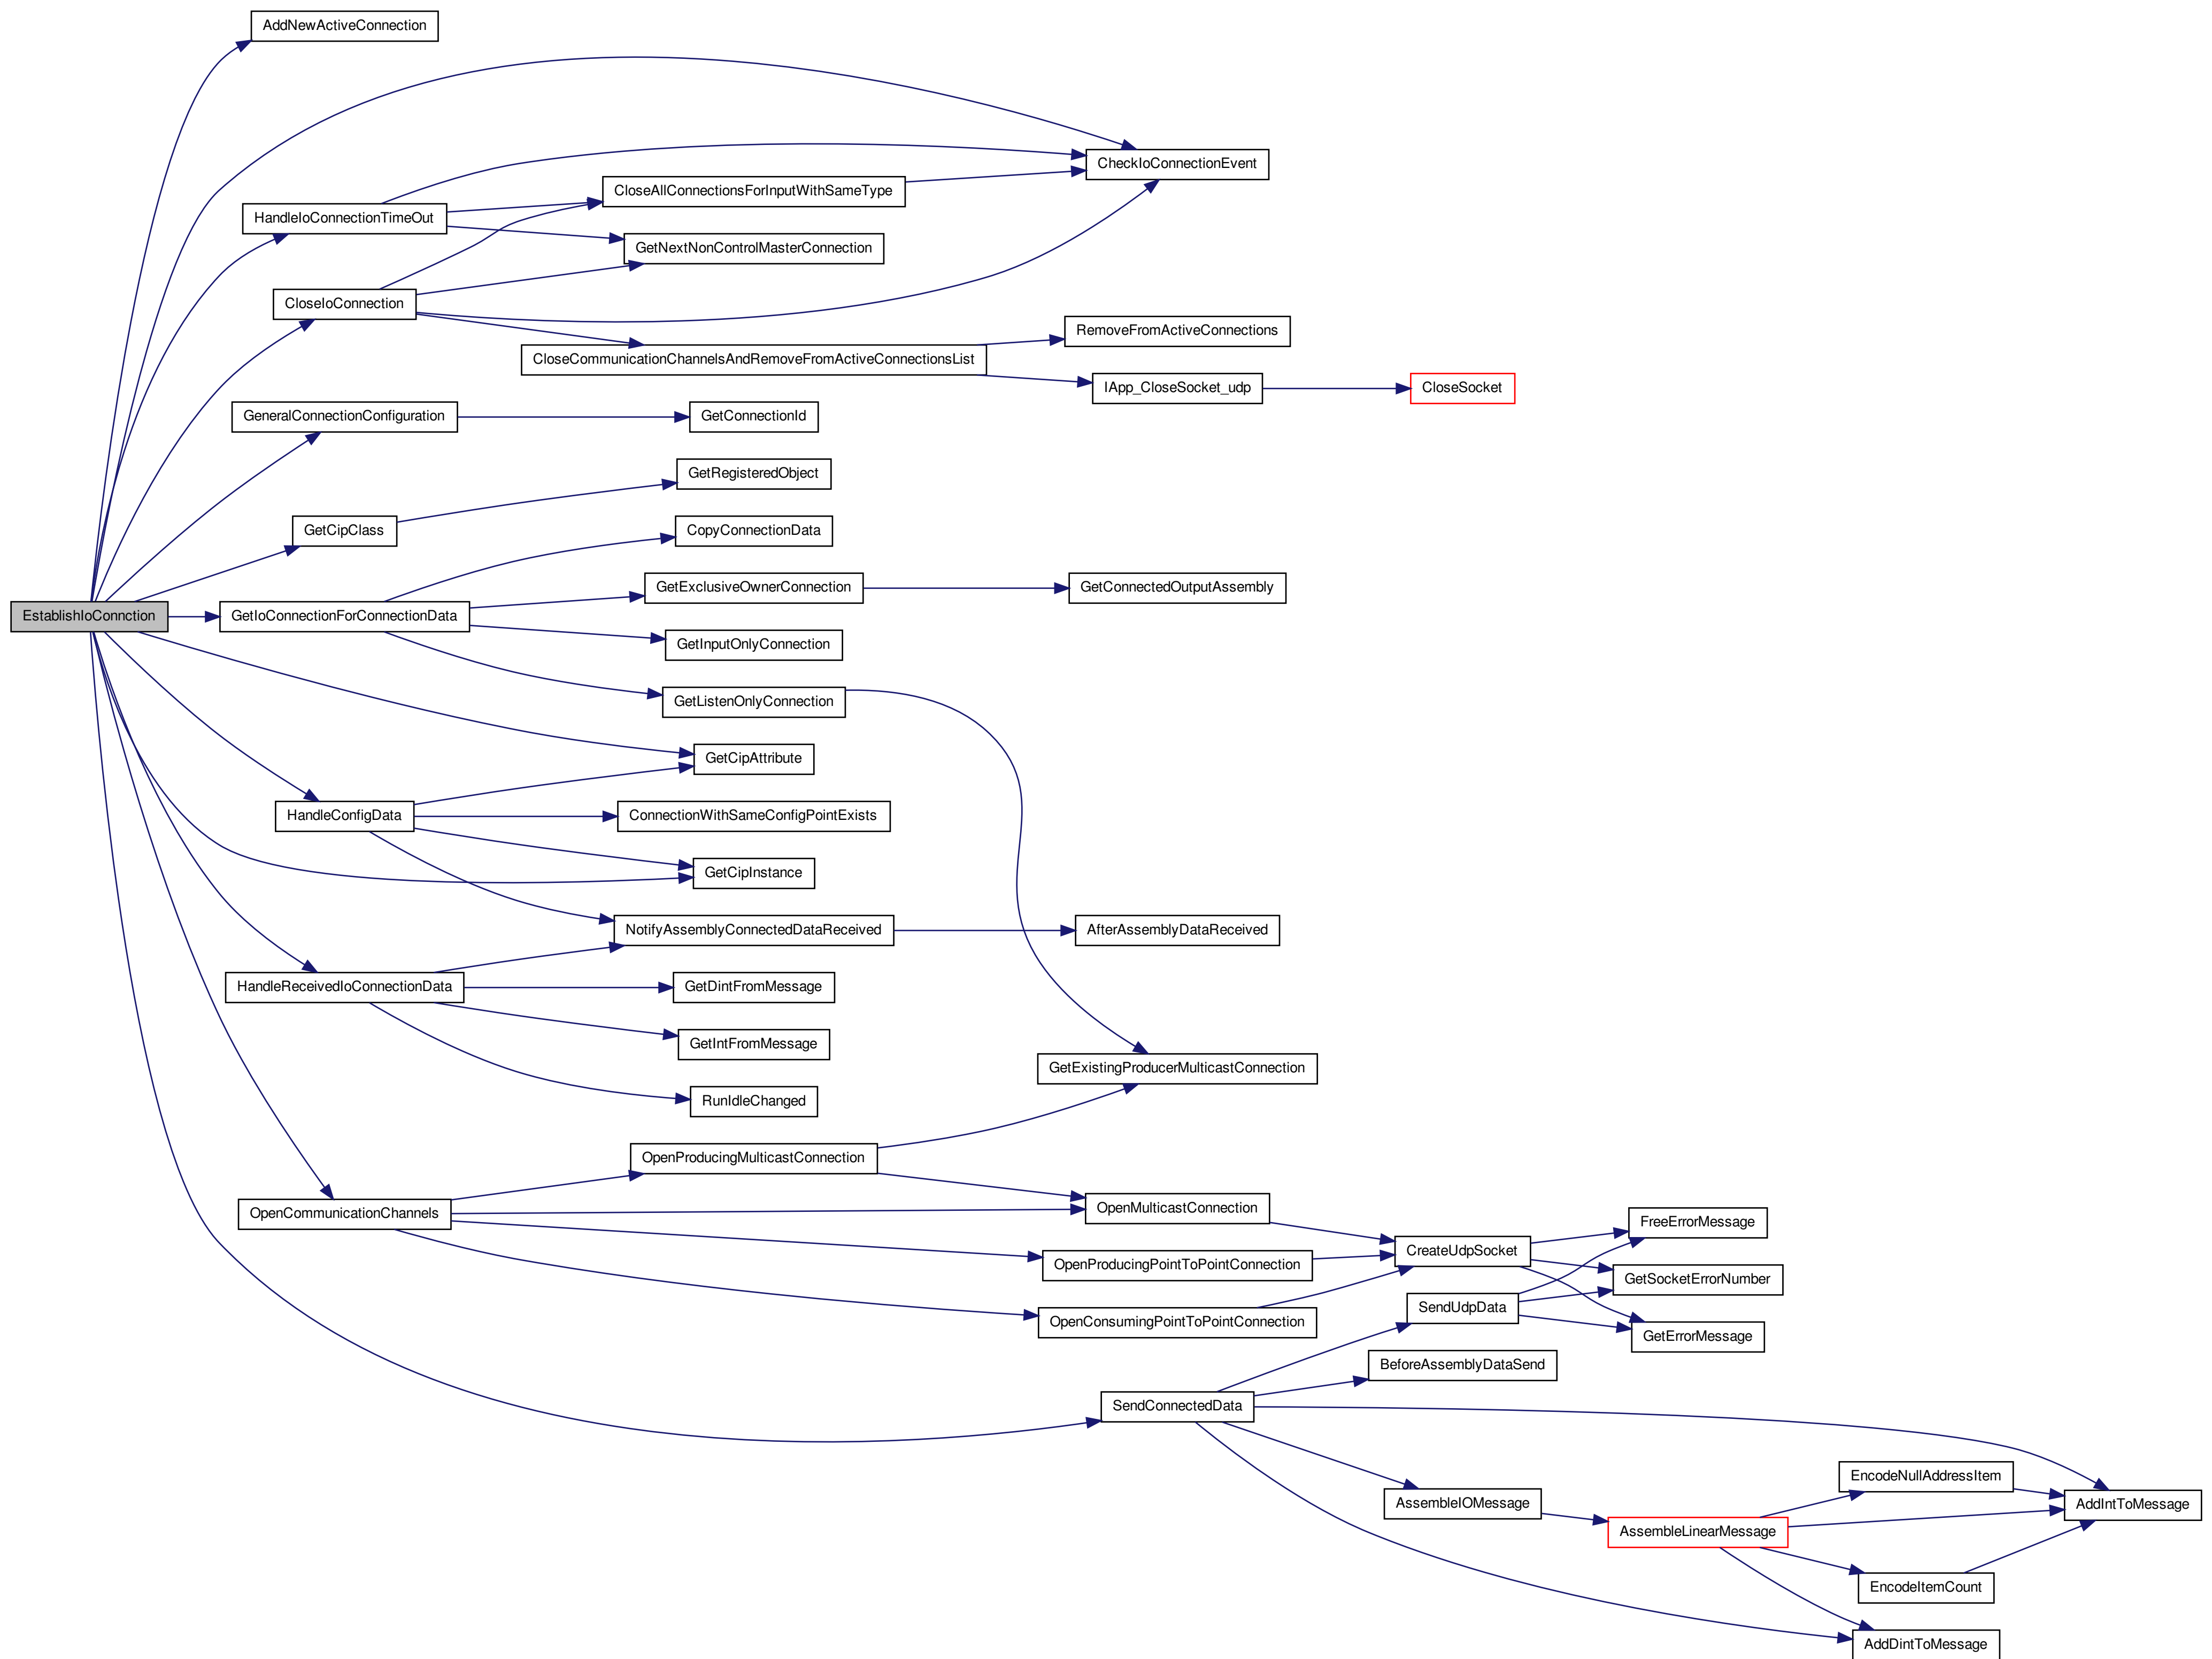 AddNewActiveConnection
CheckIoConnectionEvent
CloseAllConnectionsForInputWithSameType
HandleIoConnectionTimeOut
GetNextNonControlMasterConnection
CloseIoConnection
RemoveFromActiveConnections
CloseCommunicationChannelsAndRemoveFromActiveConnectionsList
IApp_CloseSocket_udp
CloseSocket
GeneralConnectionConfiguration
GetConnectionId
GetRegisteredObject
GetCipClass
CopyConnectionData
GetExclusiveOwnerConnection
GetConnectedOutputAssembly
EstablishIoConnction
GetIoConnectionForConnectionData
GetInputOnlyConnection
GetListenOnlyConnection
GetCipAttribute
HandleConfigData
ConnectionWithSameConfigPointExists
GetCipInstance
NotifyAssemblyConnectedDataReceived
AfterAssemblyDataReceived
HandleReceivedIoConnectionData
GetDintFromMessage
GetIntFromMessage
GetExistingProducerMulticastConnection
RunIdleChanged
OpenProducingMulticastConnection
OpenCommunicationChannels
OpenMulticastConnection
FreeErrorMessage
CreateUdpSocket
OpenProducingPointToPointConnection
GetSocketErrorNumber
SendUdpData
OpenConsumingPointToPointConnection
GetErrorMessage
BeforeAssemblyDataSend
SendConnectedData
EncodeNullAddressItem
AssembleIOMessage
AddIntToMessage
AssembleLinearMessage
EncodeItemCount
AddDintToMessage